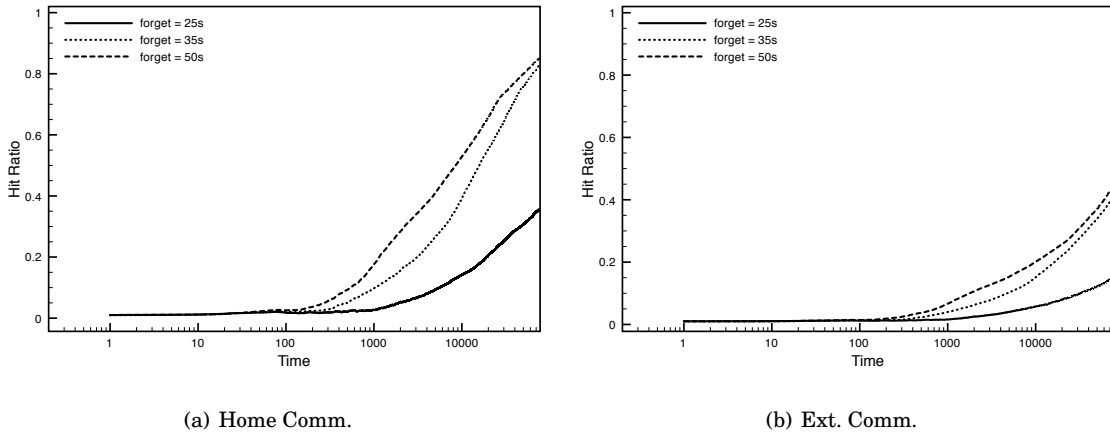 forget = 25s
forget = 35s
forget = 50s
1
0.8
0.6
0.4
0.2
0
Hit Ratio
1
10
100
1000
10000
Time
(a) Home Comm.
forget = 25s
forget = 35s
forget = 50s
1
0.8
0.6
0.4
0.2
0
Hit Ratio
1
10
100
1000
10000
Time
(b) Ext. Comm.